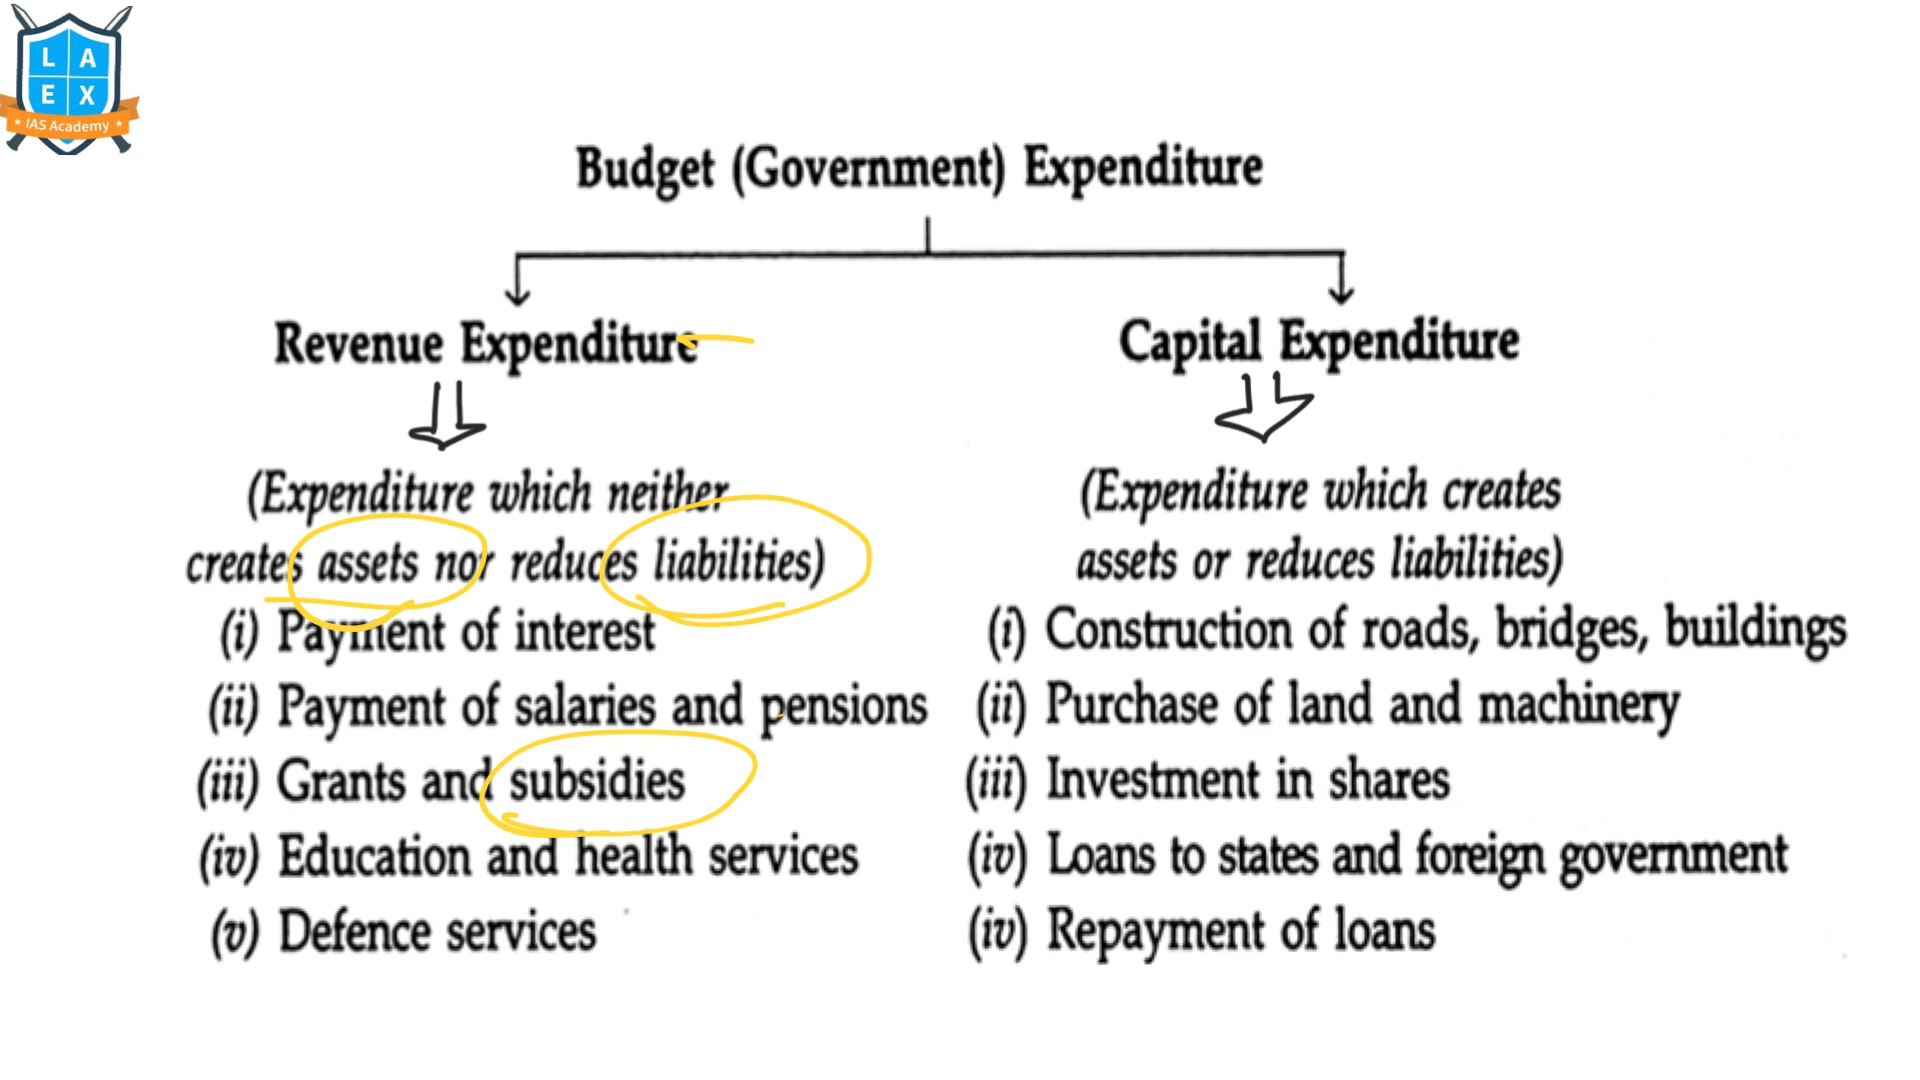 L A
E X
IAS Academy
Budget (Government) Expenditure
Revenue Expenditure
(Expenditure which neither
creates assets nor reduces liabilities)
(i) Payment of interest
(ii) Payment of salaries and pensions
(iii) Grants and subsidies
(iv) Education and health services
(v) Defence services
Capital Expenditure
(Expenditure which creates
assets or reduces liabilities)
(i) Construction of roads, bridges, buildings
(ii) Purchase of land and machinery
(iii) Investment in shares
(iv) Loans to states and foreign government
(iv) Repayment of loans